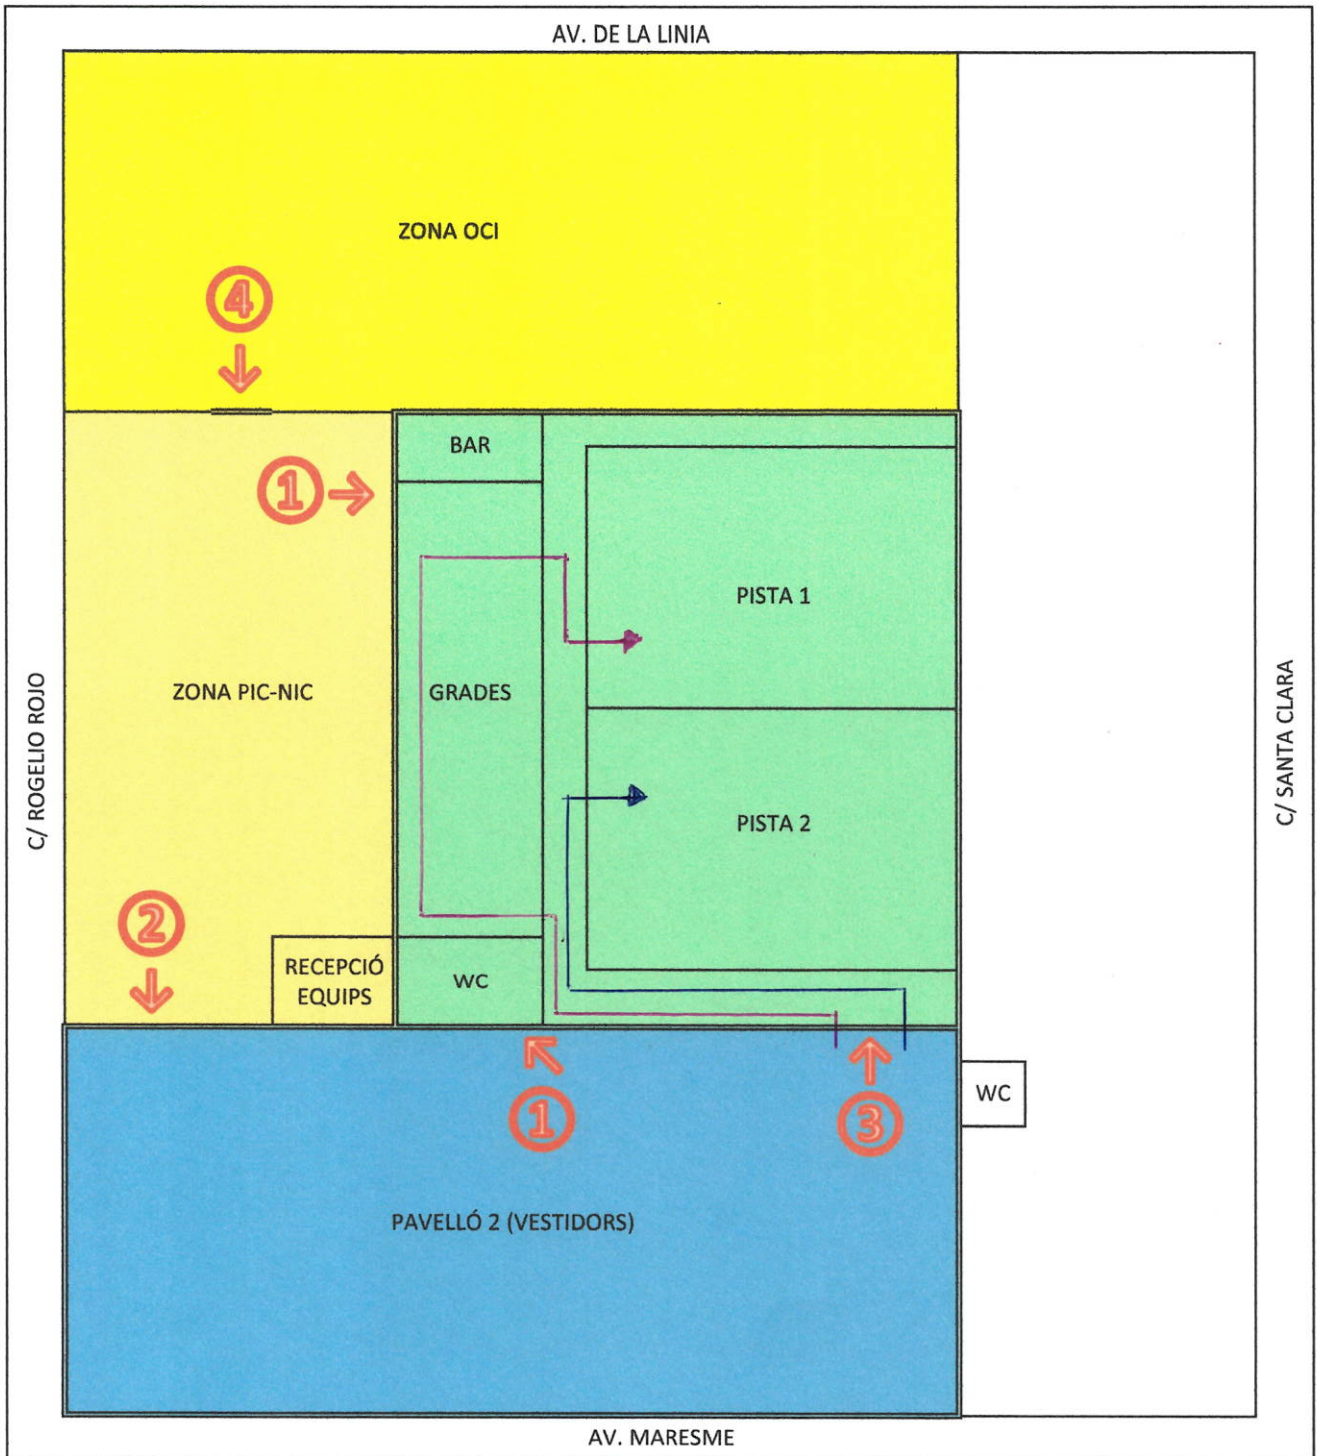 AV. DE LA LINIA
ZONA OCI
4
BAR
1
PISTA 1
C/ ROGELIO ROJO
ZONA PIC-NIC
GRADES
C/ SANTA CLARA
PISTA 2
2
RECEPCIÓ
EQUIPS
WC
1
3
WC
PAVELLÓ 2 (VESTIDORS)
AV. MARESME